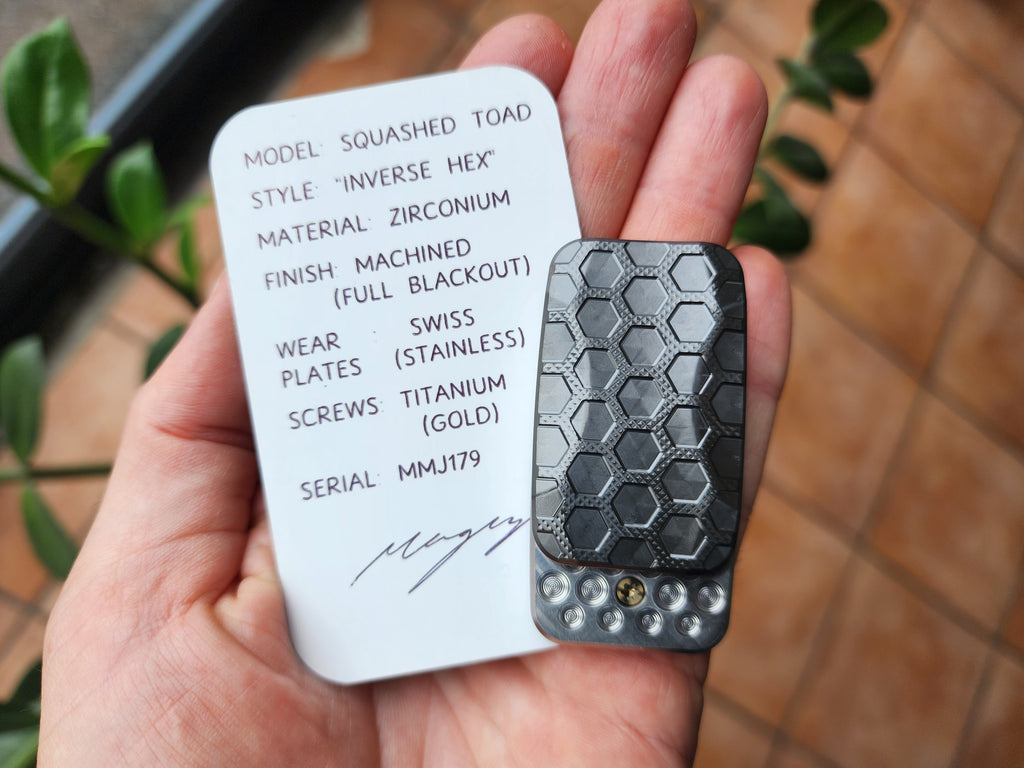 MODEL: SQUASHED TOAD
STYLE: "INVERSE HEX"
MATERIAL: ZIRCONIUM
FINISH: MACHINED
(FULL BLACKOUT)
WEAR : SWISS
PLATES (STAINLESS)
SCREWS: TITANIUM
(GOLD)
SERIAL: MMJ179